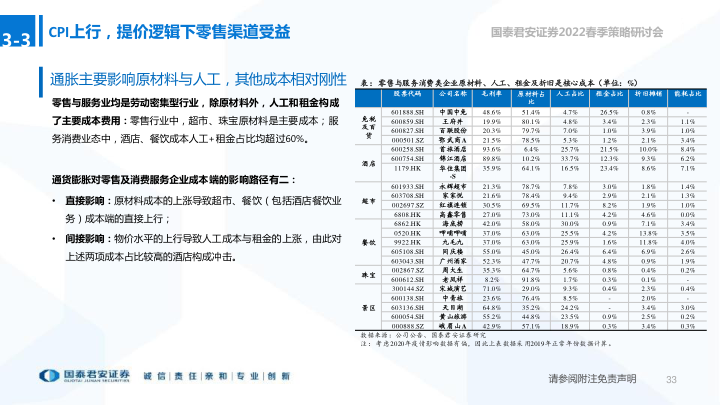 3-3
CPI上行，提价逻辑下零售渠道受益
国泰君安证券2022春季策略研讨会
通胀主要影响原材料与人工，其他成本相对刚性
零售与服务业均是劳动密集型行业，除原材料外，人工和租金构成
了主要成本费用：零售行业中，超市、珠宝原材料是主要成本；服
务消费业态中，酒店、餐饮成本人工+租金占比均超过60%。
通货膨胀对零售及消费服务企业成本端的影响路径有二：
• 直接影响：原材料成本的上涨导致超市、餐饮（包括酒店餐饮业
务）成本端的直接上行；
• 间接影响：物价水平的上行导致人工成本与租金的上涨，由此对
上述两项成本占比较高的酒店构成冲击。
表：零售与服务消费类企业原材料、人工、租金及折旧是核心成本（单位：%）
股票代码 公司名称 毛利率 原材料占比 人工占比 租金占比 折旧摊销 能耗占比
免税及百货
601888.SH 中国中免 48.6% 51.4% 4.7% 26.5% 0.8% -
600859.SH 王府井 19.9% 80.1% 4.8% 3.4% 2.3% 1.1%
600827.SH 百联股份 20.3% 79.7% 7.0% 1.0% 3.9% 1.0%
000501.SZ 鄂武商A 21.5% 78.5% 5.3% 1.2% 2.1% 3.4%
酒店
600258.SH 首旅酒店 93.6% 6.4% 25.7% 21.5% 10.0% 8.4%
600754.SH 锦江酒店 89.8% 10.2% 33.7% 12.3% 9.3% 6.2%
1179.HK 华住集团-S 35.9% 64.1% 16.5% 23.4% 8.6% 7.1%
超市
601933.SH 永辉超市 21.3% 78.7% 7.8% 3.0% 1.8% 1.4%
603708.SH 家家悦 21.6% 78.4% 9.4% 2.9% 2.1% 1.3%
002697.SZ 红旗连锁 30.5% 69.5% 11.7% 8.2% 1.9% 1.0%
6808.HK 高鑫零售 27.0% 73.0% 11.1% 4.2% 4.6% 0.0%
餐饮
6862.HK 海底捞 42.0% 58.0% 30.0% 0.9% 7.1% 3.4%
0520.HK 呷哺呷哺 37.0% 63.0% 25.5% 4.2% 13.8% 3.5%
9922.HK 九毛九 37.0% 63.0% 25.9% 1.6% 11.8% 4.0%
605108.SH 同庆楼 55.0% 45.0% 26.4% 6.4% 6.9% 2.6%
603043.SH 广州酒家 52.3% 47.7% 20.7% 4.8% 0.9% 1.9%
珠宝
002867.SZ 周大生 35.3% 64.7% 5.6% 0.8% 0.4% 0.2%
600612.SH 老凤祥 8.2% 91.8% 1.7% 0.3% 0.1% -
景区
300144.SZ 宋城演艺 71.0% 29.0% 9.3% 0.4% 2.3% 0.4%
600138.SH 中青旅 23.6% 76.4% 8.5% - 2.0% -
603136.SH 天目湖 64.8% 35.2% 24.2% - 3.4% 3.0%
600054.SH 黄山旅游 55.2% 44.8% 23.5% 0.9% 2.5% 0.2%
000888.SZ 峨眉山A 42.9% 57.1% 18.9% 0.3% 3.4% 0.3%
数据来源：公司公告、国泰君安证券研究
注：考虑2020年疫情影响数据有偏，因此上表数据采用2019年正常年份数据计算。
国泰君安证券
GUOTAI JUNAN SECURITIES
诚信|责任|亲和|专业|创新
请参阅附注免责声明
33